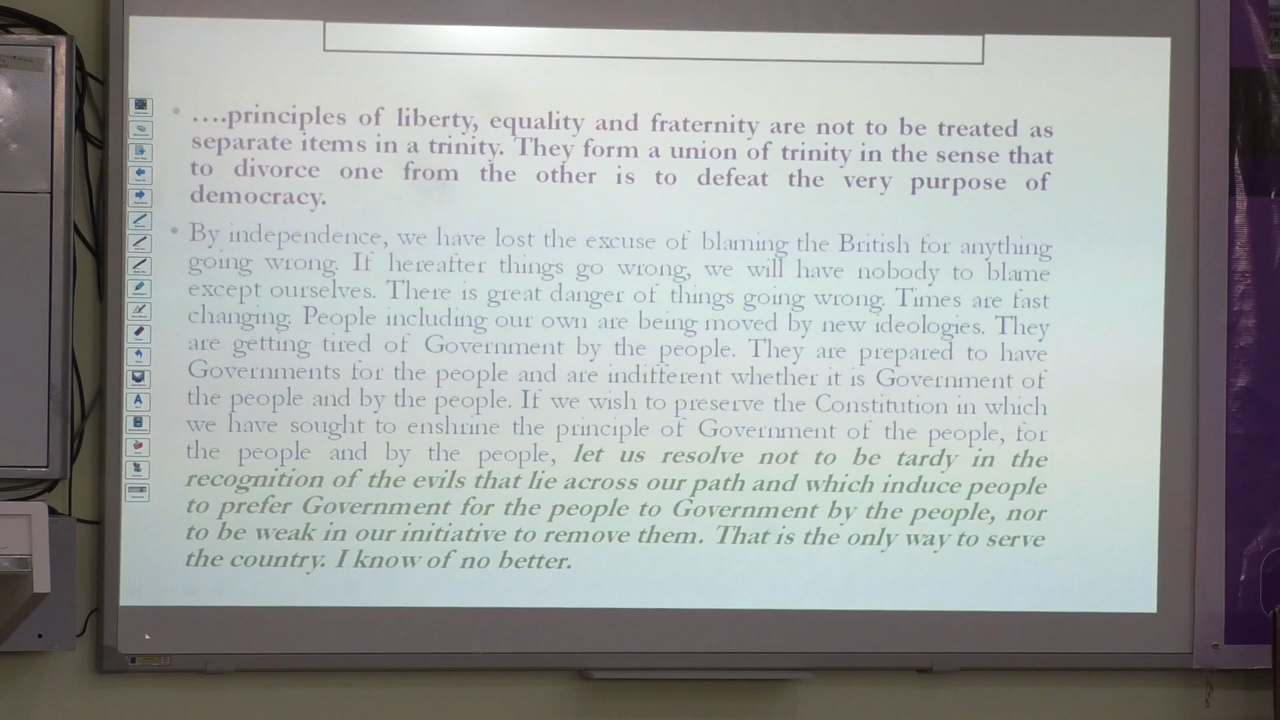 • ….principles of liberty, equality and fraternity are not to be treated as
separate items in a trinity. They form a union of trinity in the sense that
to divorce one from the other is to defeat the very purpose of
democracy.
• By independence, we have lost the excuse of blaming the British for anything
going wrong. If hereafter things go wrong, we will have nobody to blame
except ourselves. There is great danger of things going wrong. Times are fast
changing. People including our own are being moved by new ideologies. They
are getting tired of Government by the people. They are prepared to have
Governments for the people and are indifferent whether it is Government of
the people and by the people. If we wish to preserve the Constitution in which
we have sought to enshrine the principle of Government of the people, for
the people and by the people, let us resolve not to be tardy in the
recognition of the evils that lie across our path and which induce people
to prefer Government for the people to Government by the people, nor
to be weak in our initiative to remove them. That is the only way to serve
the country. I know of no better.